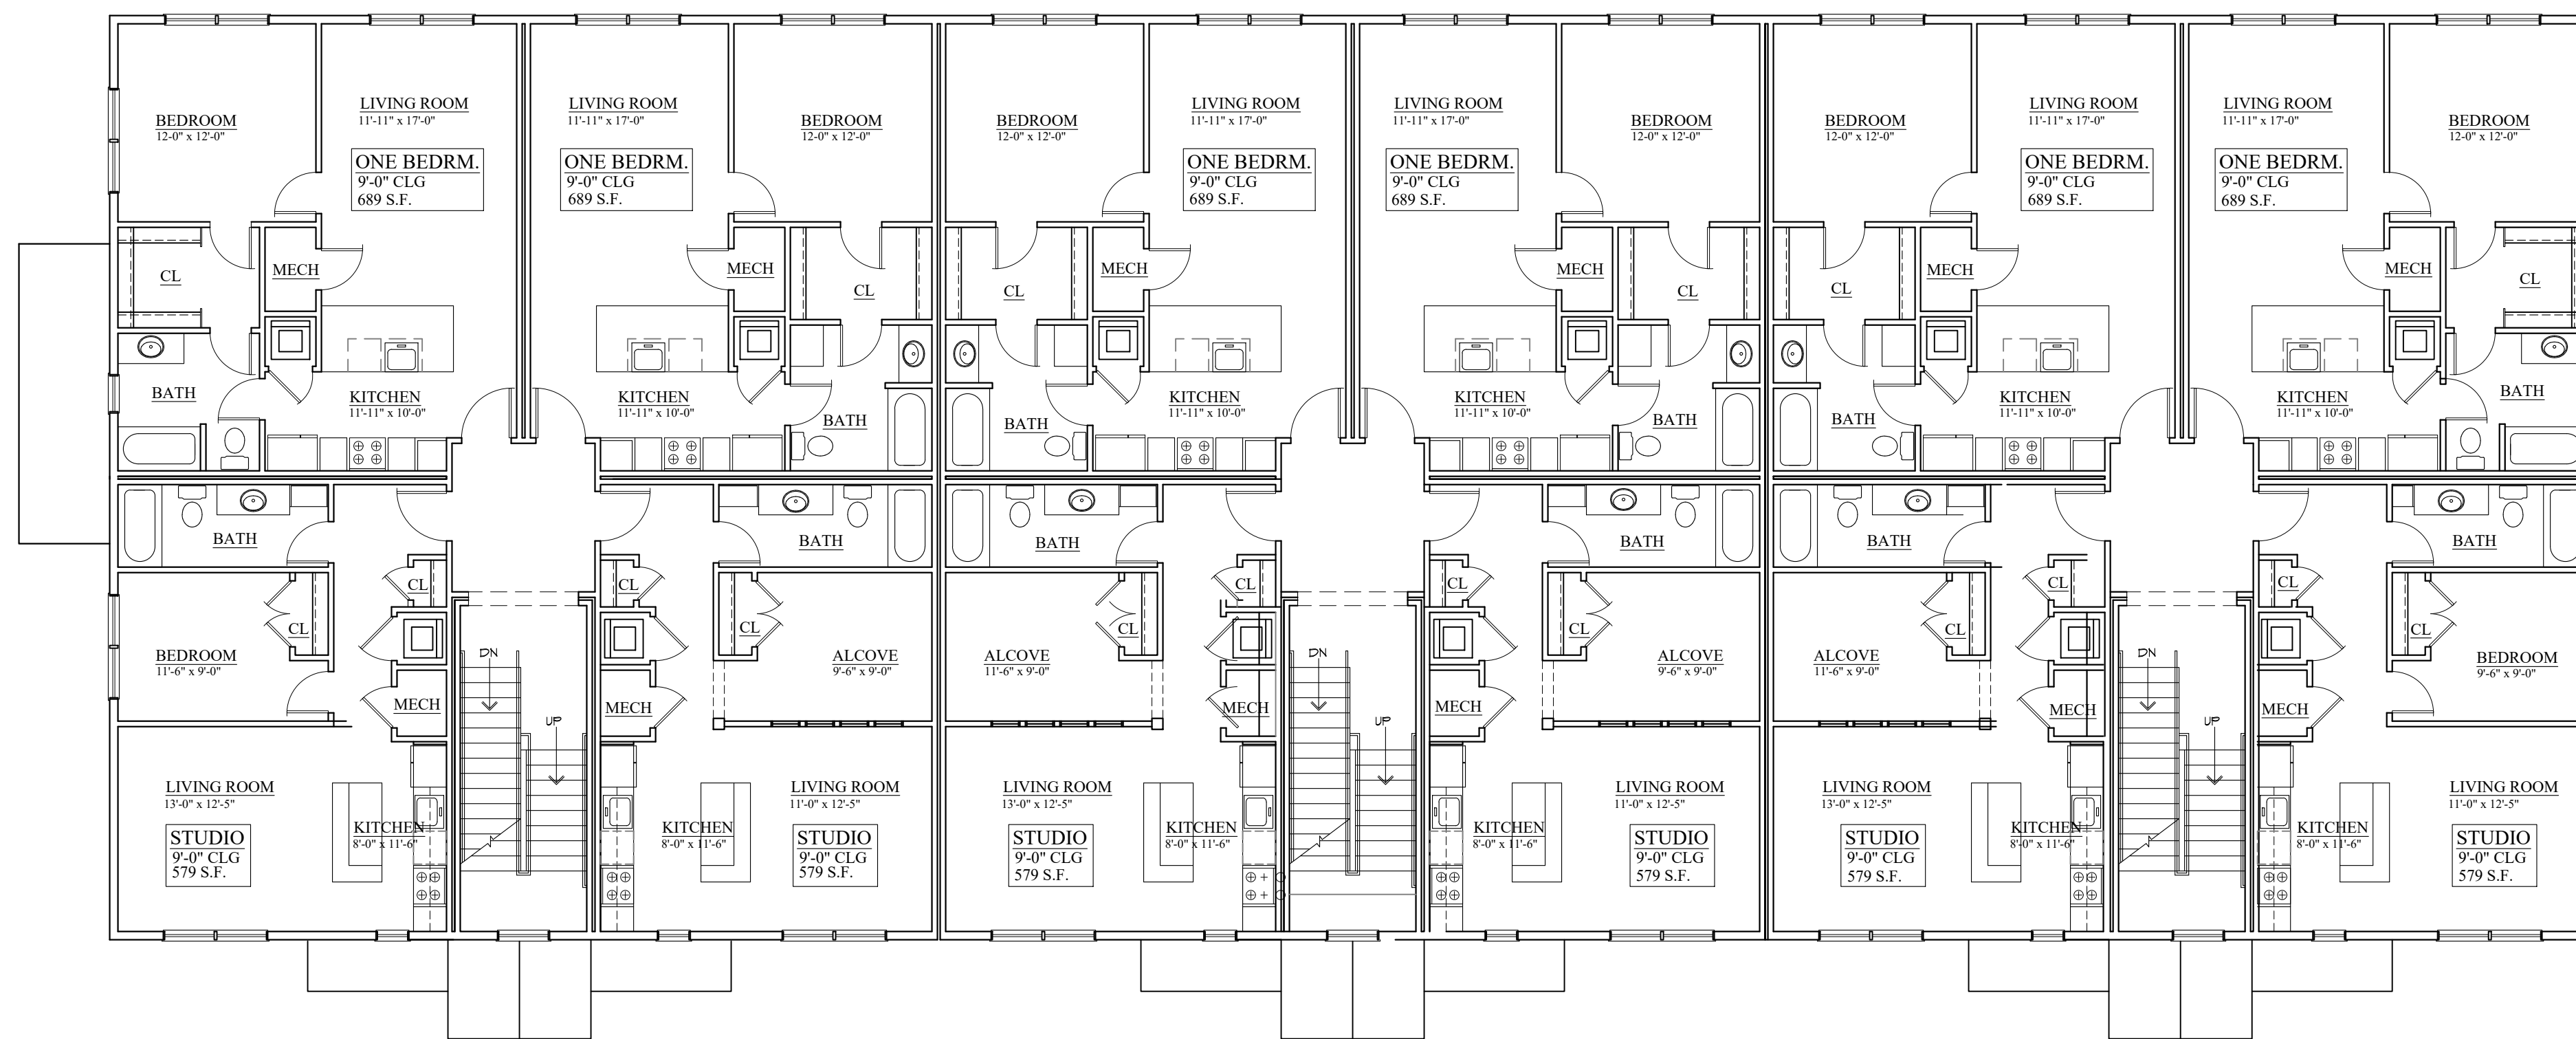 LIVING ROOM
11'-11" x 17'-0"
LIVING ROOM
11'-11" x 17'-0"
LIVING ROOM
11'-11" x 17'-0"
LIVING ROOM
11'-11" x 17'-0"
LIVING ROOM
11'-11" x 17'-0"
LIVING ROOM
11'-11" x 17'-0"
BEDROOM
12-0" x 12'-0"
BEDROOM
12-0" x 12'-0"
BEDROOM
12-0" x 12'-0"
BEDROOM
12-0" x 12'-0"
BEDROOM
12-0" x 12'-0"
BEDROOM
12-0" x 12'-0"
ONE BEDRM.
9'-0" CLG
689 S.F.
ONE BEDRM.
9'-0" CLG
689 S.F.
ONE BEDRM.
9'-0" CLG
689 S.F.
ONE BEDRM.
9'-0" CLG
689 S.F.
ONE BEDRM.
9'-0" CLG
689 S.F.
ONE BEDRM.
9'-0" CLG
689 S.F.
CL
MECH
MECH
CL
CL
MECH
MECH
CL
CL
MECH
MECH
CL
BATH
KITCHEN
11'-11" x 10'-0"
KITCHEN
11'-11" x 10'-0"
BATH
BATH
KITCHEN
11'-11" x 10'-0"
KITCHEN
11'-11" x 10'-0"
BATH
BATH
KITCHEN
11'-11" x 10'-0"
KITCHEN
11'-11" x 10'-0"
BATH
BATH
BATH
BATH
BATH
BATH
BATH
CL
CL
CL
CL
CL
CL
CL
CL
CL
CL
CL
CL
BEDROOM
11'-6" x 9'-0"
DN
ALCOVE
9'-6" x 9'-0"
ALCOVE
11'-6" x 9'-0"
DN
ALCOVE
9'-6" x 9'-0"
ALCOVE
11'-6" x 9'-0"
DN
BEDROOM
9'-6" x 9'-0"
MECH
UP
MECH
MECH
UP
MECH
MECH
UP
MECH
LIVING ROOM
13'-0" x 12'-5"
LIVING ROOM
11'-0" x 12'-5"
LIVING ROOM
13'-0" x 12'-5"
LIVING ROOM
11'-0" x 12'-5"
LIVING ROOM
13'-0" x 12'-5"
LIVING ROOM
11'-0" x 12'-5"
STUDIO
9'-0" CLG
579 S.F.
KITCHEN
8'-0" x 11'-6"
KITCHEN
8'-0" x 11'-6"
STUDIO
9'-0" CLG
579 S.F.
STUDIO
9'-0" CLG
579 S.F.
KITCHEN
8'-0" x 11'-6"
KITCHEN
8'-0" x 11'-6"
STUDIO
9'-0" CLG
579 S.F.
STUDIO
9'-0" CLG
579 S.F.
KITCHEN
8'-0" x 11'-6"
KITCHEN
8'-0" x 11'-6"
STUDIO
9'-0" CLG
579 S.F.